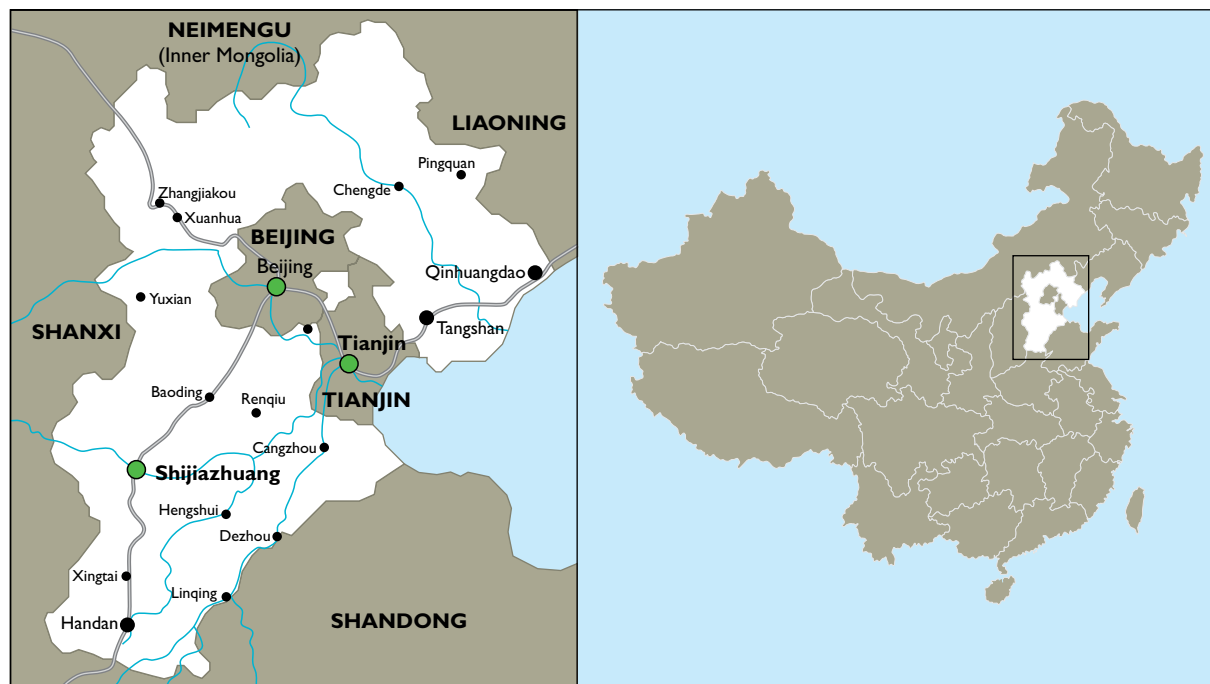 NEIMENGU
(Inner Mongolia)
LIAONING
Pingquan
Chengde
Zhangjiakou
Xuanhua
BEIJING
Beijing
Qinhuangdao
Yuxian
Tangshan
SHANXI
Tianjin
Baoding
TIANJIN
Renqiu
Cangzhou
Shijiazhuang
Hengshui
Dezhou
Xingtai
Linqing
Handan
SHANDONG